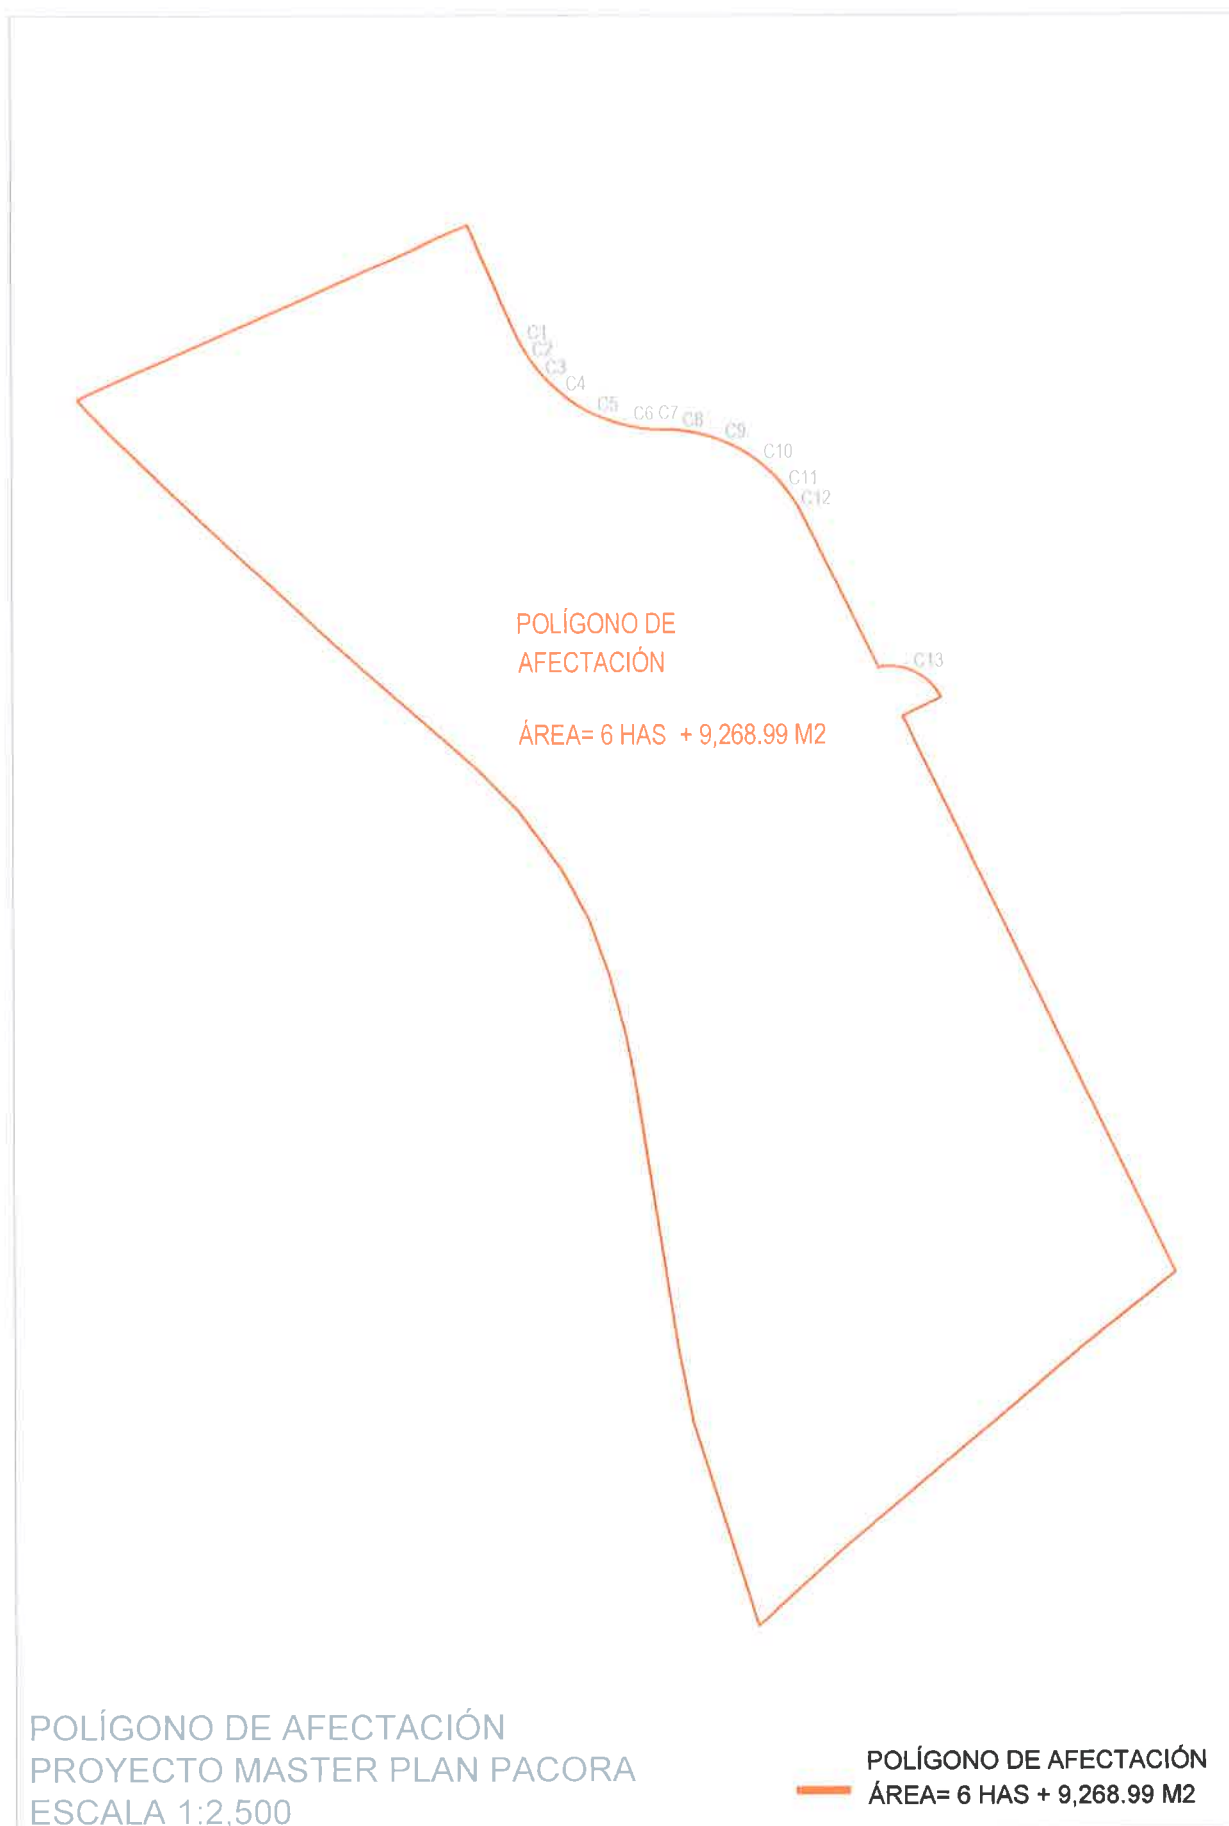 C1
C2
C3
C4
C5
C6 C7 C8
C9
C10
C11
C12
POLÍGONO DE
AFECTACIÓN
C13
ÁREA= 6 HAS + 9,268.99 M2
POLÍGONO DE AFECTACIÓN
PROYECTO MASTER PLAN PACORA
ESCALA 1:2,500
POLÍGONO DE AFECTACIÓN
ÁREA= 6 HAS + 9,268.99 M2